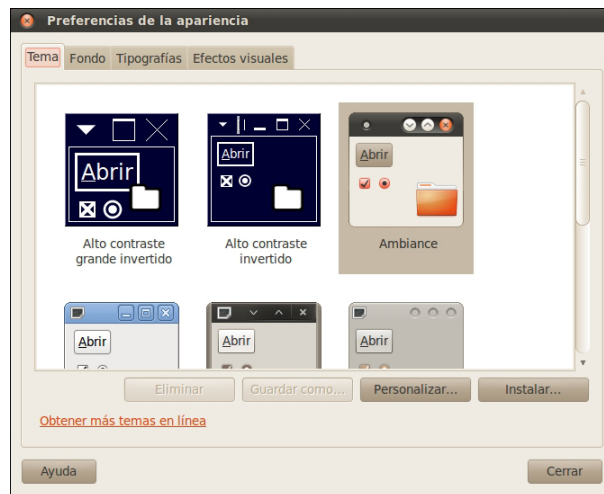 Preferencias de la apariencia
Tema Fondo Tipografías Efectos visuales
Abrir
Abrir
Abrir
Alto contraste
grande invertido
Alto contraste
invertido
Ambiance
Abrir
Abrir
Abrir
Eliminar
Guardar como...
Personalizar...
Instalar...
Obtener más temas en línea
Ayuda
Cerrar